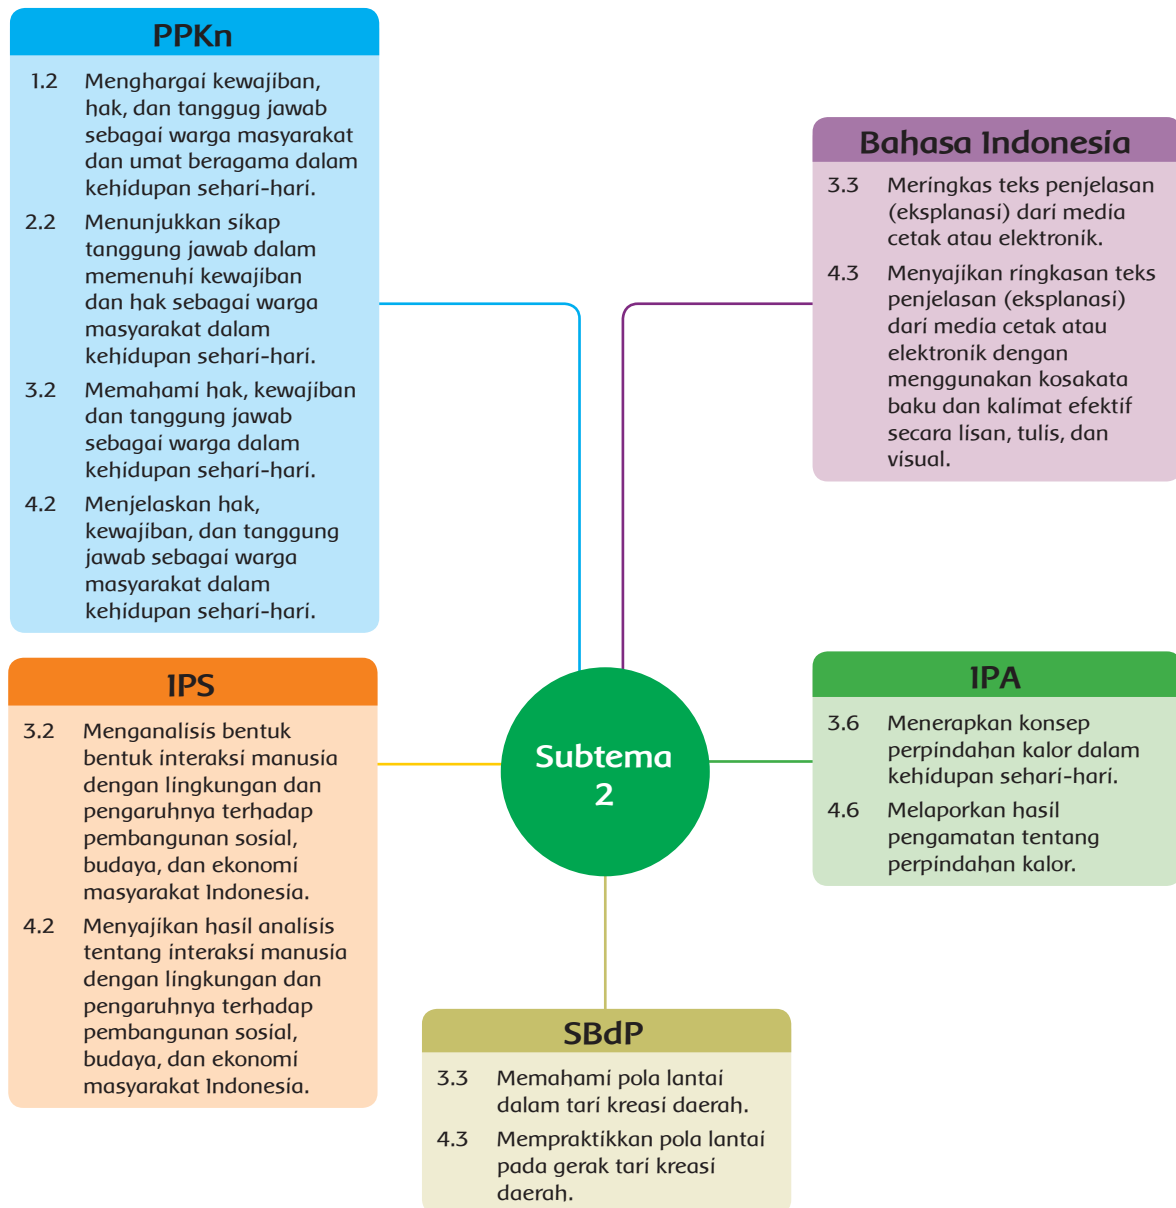 PPKn
1.2 Menghargai kewajiban,
hak, dan tanggug jawab
sebagai warga masyarakat
dan umat beragama dalam
kehidupan sehari-hari.
2.2 Menunjukkan sikap
tanggung jawab dalam
memenuhi kewajiban
dan hak sebagai warga
masyarakat dalam
kehidupan sehari-hari.
3.2 Memahami hak, kewajiban
dan tanggung jawab
sebagai warga dalam
kehidupan sehari-hari.
4.2 Menjelaskan hak,
kewajiban, dan tanggung
jawab sebagai warga
masyarakat dalam
kehidupan sehari-hari.
Bahasa Indonesia
3.3 Meringkas teks penjelasan
(eksplanasi) dari media
cetak atau elektronik.
4.3 Menyajikan ringkasan teks
penjelasan (eksplanasi)
dari media cetak atau
elektronik dengan
menggunakan kosakata
baku dan kalimat efektif
secara lisan, tulis, dan
visual.
IPS
3.2 Menganalisis bentuk
bentuk interaksi manusia
dengan lingkungan dan
pengaruhnya terhadap
pembangunan sosial,
budaya, dan ekonomi
masyarakat Indonesia.
4.2 Menyajikan hasil analisis
tentang interaksi manusia
dengan lingkungan dan
pengaruhnya terhadap
pembangunan sosial,
budaya, dan ekonomi
masyarakat Indonesia.
Subtema
2
IPA
3.6 Menerapkan konsep
perpindahan kalor dalam
kehidupan sehari-hari.
4.6 Melaporkan hasil
pengamatan tentang
perpindahan kalor.
SBdP
3.3 Memahami pola lantai
dalam tari kreasi daerah.
4.3 Mempraktikkan pola lantai
pada gerak tari kreasi
daerah.